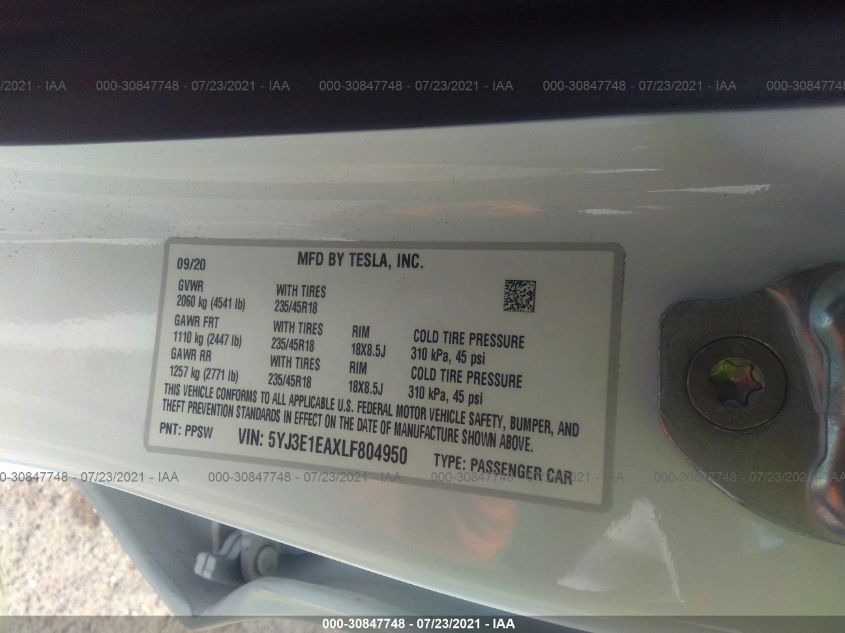 /2021 - IAA 000-30847748 - 07/23/2021 - IAA 000-30847748 - 07/23/2021 - IAA 000-30847748 - 07/23/2021 - IAA 000-3084
09/20 MFD BY TESLA, INC.
GVWR WITH TIRES
2060 kg (4541 lb) 235/45R18
GAWR FRT WITH TIRES RIM COLD TIRE PRESSURE
1110 kg (2447 lb) 235/45R18 18X8.5J 310 kPa, 45 psi
GAWR RR WITH TIRES RIM COLD TIRE PRESSURE
1257 kg (2771 lb) 235/45R18 18X8.5J 310 kPa, 45 psi
THIS VEHICLE CONFORMS TO ALL APPLICABLE U.S. FEDERAL MOTOR VEHICLE SAFETY, BUMPER, AND
THEFT PREVENTION STANDARDS IN EFFECT ON THE DATE OF MANUFACTURE SHOWN ABOVE.
PNT: PPSW VIN: 5YJ3E1EAXLF804950 TYPE: PASSENGER CAR
000-30847748 - 07/23/2021 - IAA 000-30847748 - 07/23/2021 - IAA 000-30847748 - 07/23/2021 - IAA 000-30847748 - 07/23/2021 - IAA
000-30847748 - 07/23/2021 - IAA